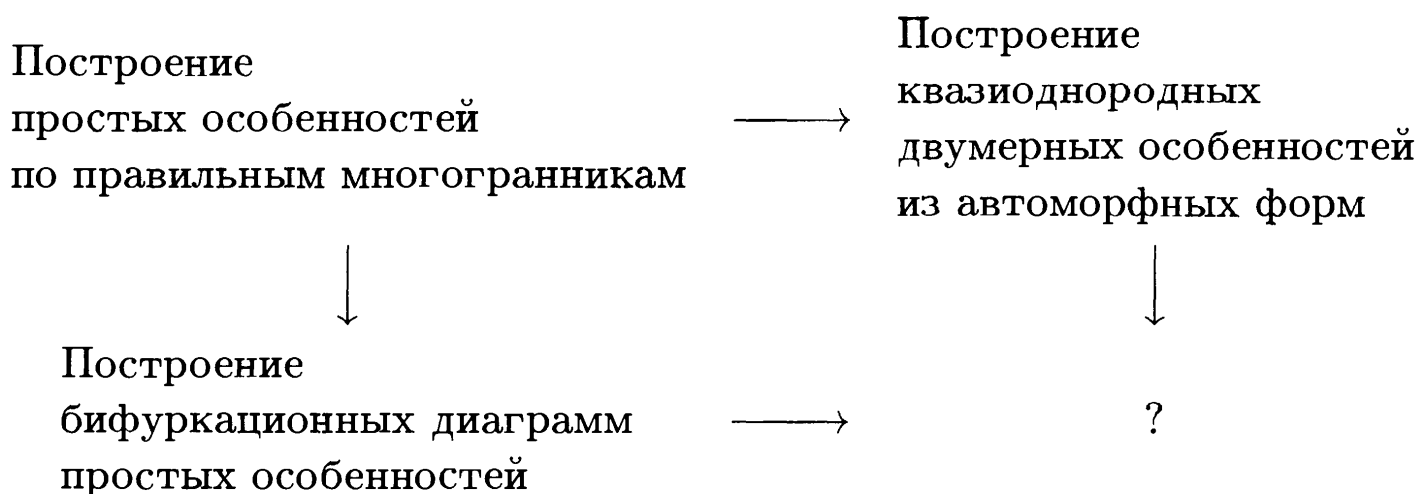 Построение
простых особенностей
по правильным многогранникам
Построение
квазиоднородных
двумерных особенностей
из автоморфных форм
Построение
бифуркационных диаграмм
простых особенностей
?